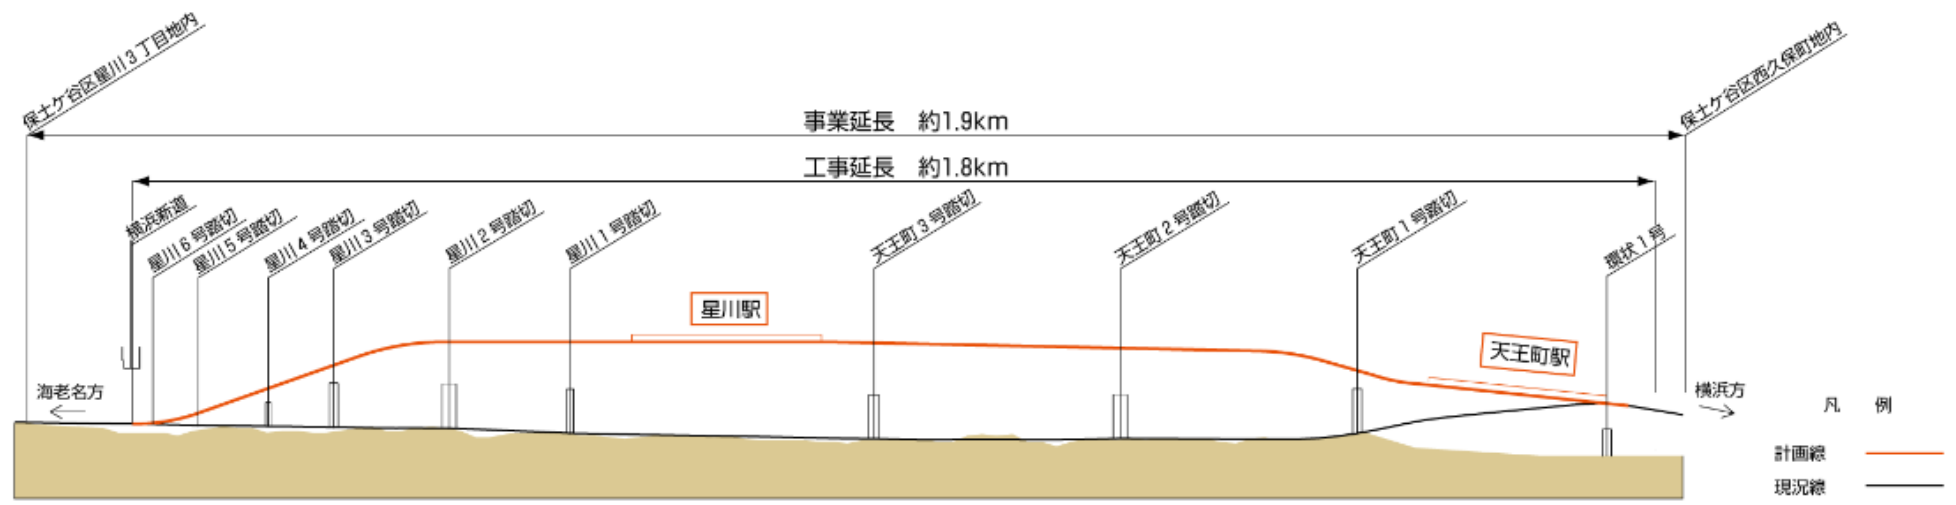 保土ケ谷区星川3丁目地内
保土ケ谷区西久保町地内
事業延長 約1.9km
工事延長 約1.8km
横浜新道
星川6号踏切
星川5号踏切
星川4号踏切
星川3号踏切
星川2号踏切
星川1号踏切
天王町3号踏切
天王町2号踏切
天王町1号踏切
環状1号
星川駅
天王町駅
海老名方
横浜方
凡 例
計画線
現況線